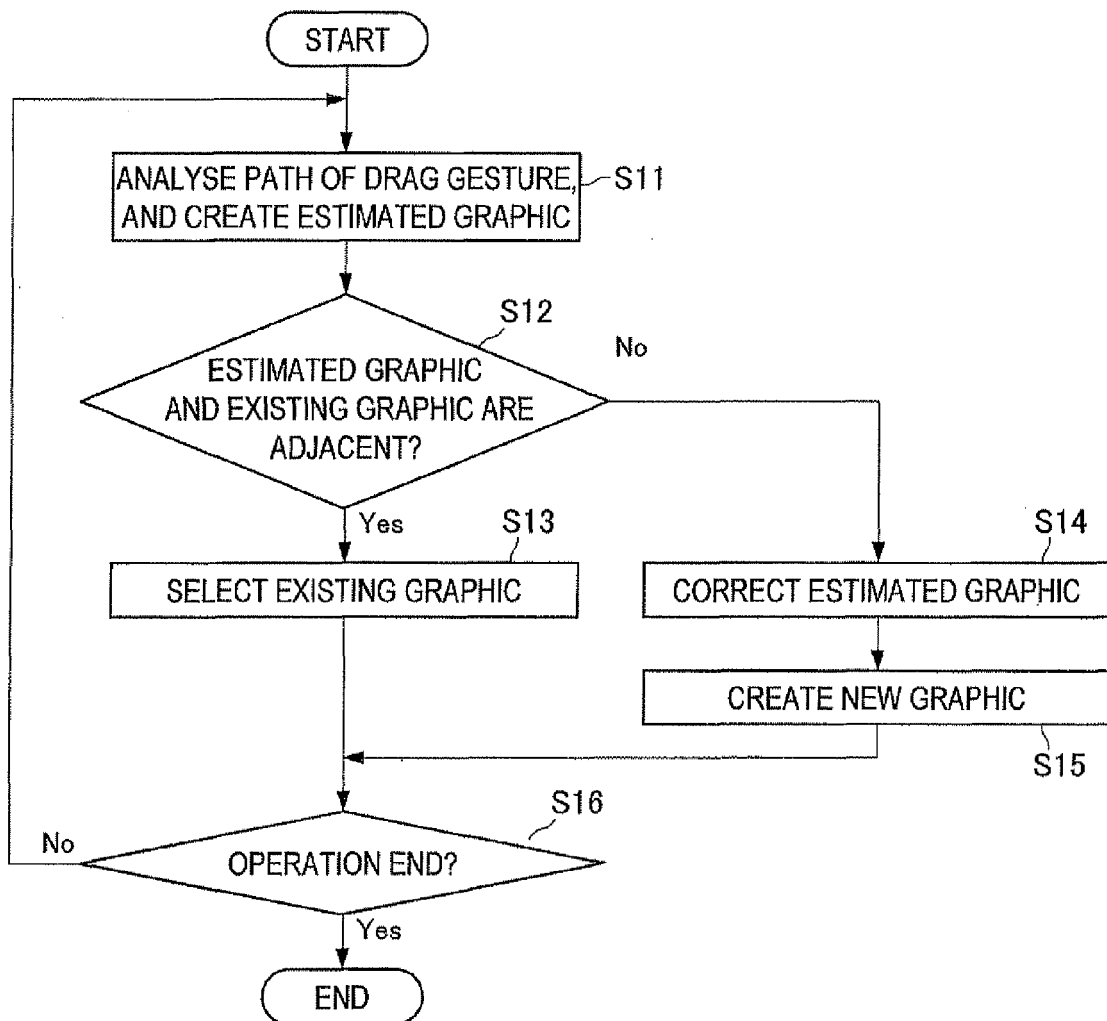 START
ANALYSE PATH OF DRAG GESTURE,
AND CREATE ESTIMATED GRAPHIC
S11
S12
ESTIMATED GRAPHIC
AND EXISTING GRAPHIC ARE
ADJACENT?
No
Yes
S13
SELECT EXISTING GRAPHIC
S14
CORRECT ESTIMATED GRAPHIC
CREATE NEW GRAPHIC
S15
S16
OPERATION END?
No
Yes
END